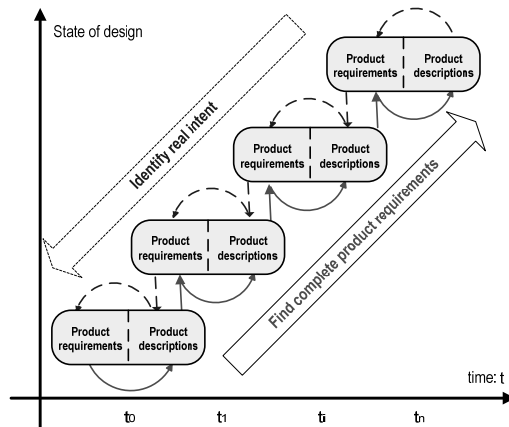 State of design
Product Product
requirements descriptions
Identify real intent
Product Product
requirements descriptions
Product Product
requirements descriptions
Find complete product requirements
Product Product
requirements descriptions
time: t
t0 t1 ti tn